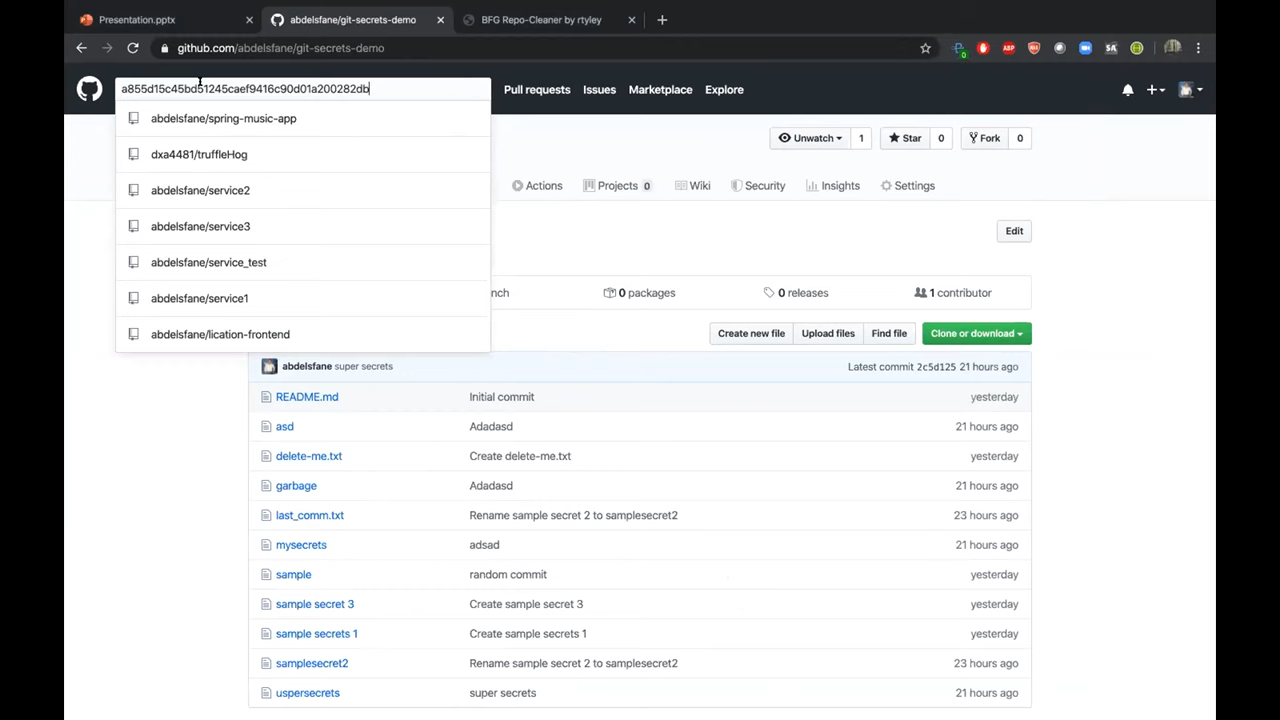 Presentation.pptx
abdelsfane/git-secrets-demo
BFG Repo-Cleaner by rtyley
github.com/abdelsfane/git-secrets-demo
ABP
SA
0
a855d15c45bd51245caef9416c90d01a200282db
Pull requests Issues Marketplace Explore
abdelsfane/spring-music-app
dxa4481/truffleHog
abdelsfane/service2
abdelsfane/service3
abdelsfane/service_test
abdelsfane/service1
abdelsfane/lication-frontend
Unwatch 1 Star 0 Fork 0
Actions Projects 0 Wiki Security Insights Settings
Edit
nch 0 packages 0 releases 1 contributor
Create new file Upload files Find file Clone or download
abdelsfane super secrets Latest commit 2c5d125 21 hours ago
README.md Initial commit yesterday
asd Adadasd 21 hours ago
delete-me.txt Create delete-me.txt yesterday
garbage Adadasd 21 hours ago
last_comm.txt Rename sample secret 2 to samplesecret2 23 hours ago
mysecrets adsad 21 hours ago
sample random commit yesterday
sample secret 3 Create sample secret 3 yesterday
sample secrets 1 Create sample secrets 1 yesterday
samplesecret2 Rename sample secret 2 to samplesecret2 23 hours ago
uspersecrets super secrets 21 hours ago